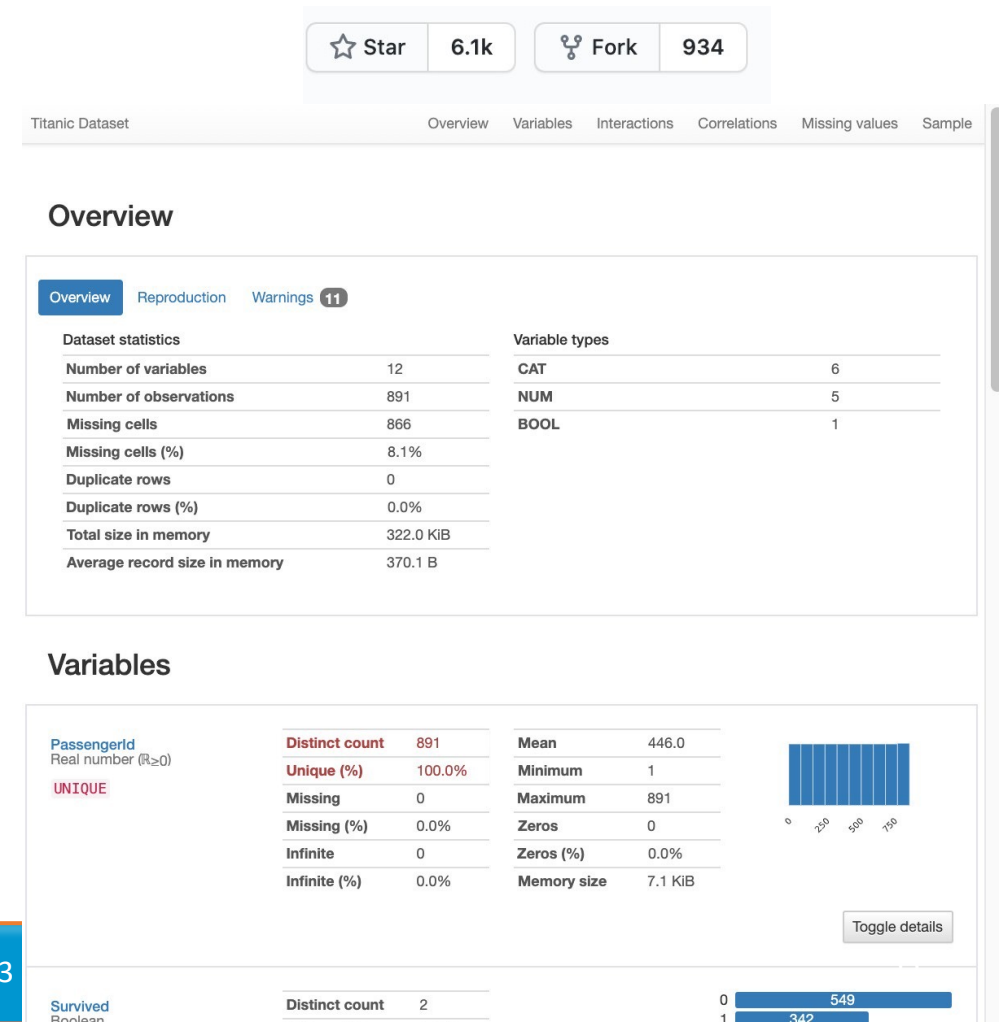 Star 6.1k Fork 934
Titanic Dataset Overview Variables Interactions Correlations Missing values Sample
Overview
Overview Reproduction Warnings 11
Dataset statistics
Number of variables 12
Number of observations 891
Missing cells 866
Missing cells (%) 8.1%
Duplicate rows 0
Duplicate rows (%) 0.0%
Total size in memory 322.0 KiB
Average record size in memory 370.1 B
Variable types
CAT 6
NUM 5
BOOL 1
Variables
PassengerId
Real number (ℝ≥0)
UNIQUE
Distinct count 891
Unique (%) 100.0%
Missing 0
Missing (%) 0.0%
Infinite 0
Infinite (%) 0.0%
Mean 446.0
Minimum 1
Maximum 891
Zeros 0
Zeros (%) 0.0%
Memory size 7.1 KiB
0 250 500 750
Toggle details
3
Survived
Boolean
Distinct count 2
0 549
1 342